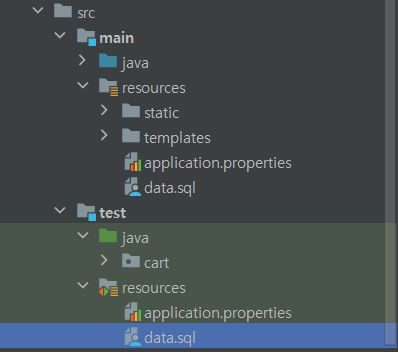 src
main
java
resources
static
templates
application.properties
data.sql
test
java
cart
resources
application.properties
data.sql